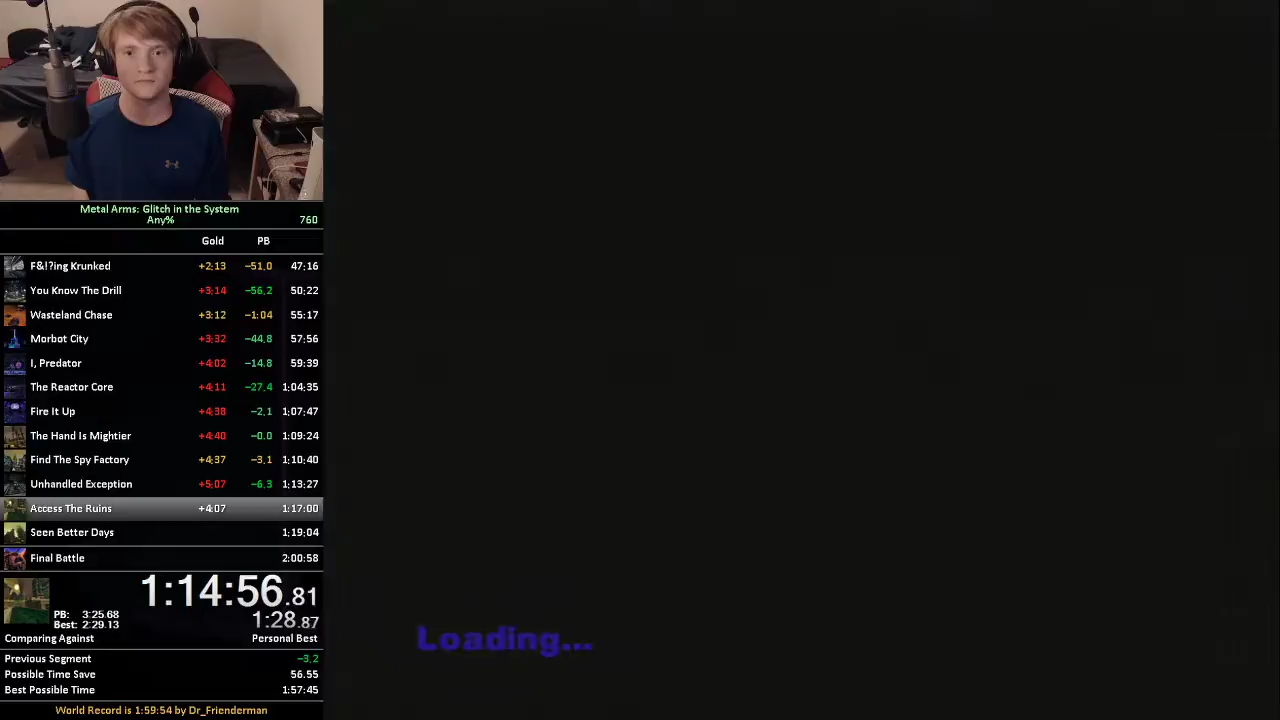 Metal Arms: Glitch in the System
Any% 760
Gold PB
F&!?ing Krunked +2:13 −51.0 47:16
You Know The Drill +3:14 −56.2 50:22
Wasteland Chase +3:12 −1:04 55:17
Morbot City +3:32 −44.8 57:56
I, Predator +4:02 −14.8 59:39
The Reactor Core +4:11 −27.4 1:04:35
Fire It Up +4:38 −2.1 1:07:47
The Hand Is Mightier +4:40 −0.0 1:09:24
Find The Spy Factory +4:37 −3.1 1:10:40
Unhandled Exception +5:07 −6.3 1:13:27
Access The Ruins +4:07 1:17:00
Seen Better Days 1:19:04
Final Battle 2:00:58
1:14:56.81
PB: 3:25.68 1:28.87
Best: 2:29.13
Comparing Against Personal Best
Previous Segment −3.2
Possible Time Save 56.55
Best Possible Time 1:57:45
World Record is 1:59:54 by Dr_Frienderman
Loading...